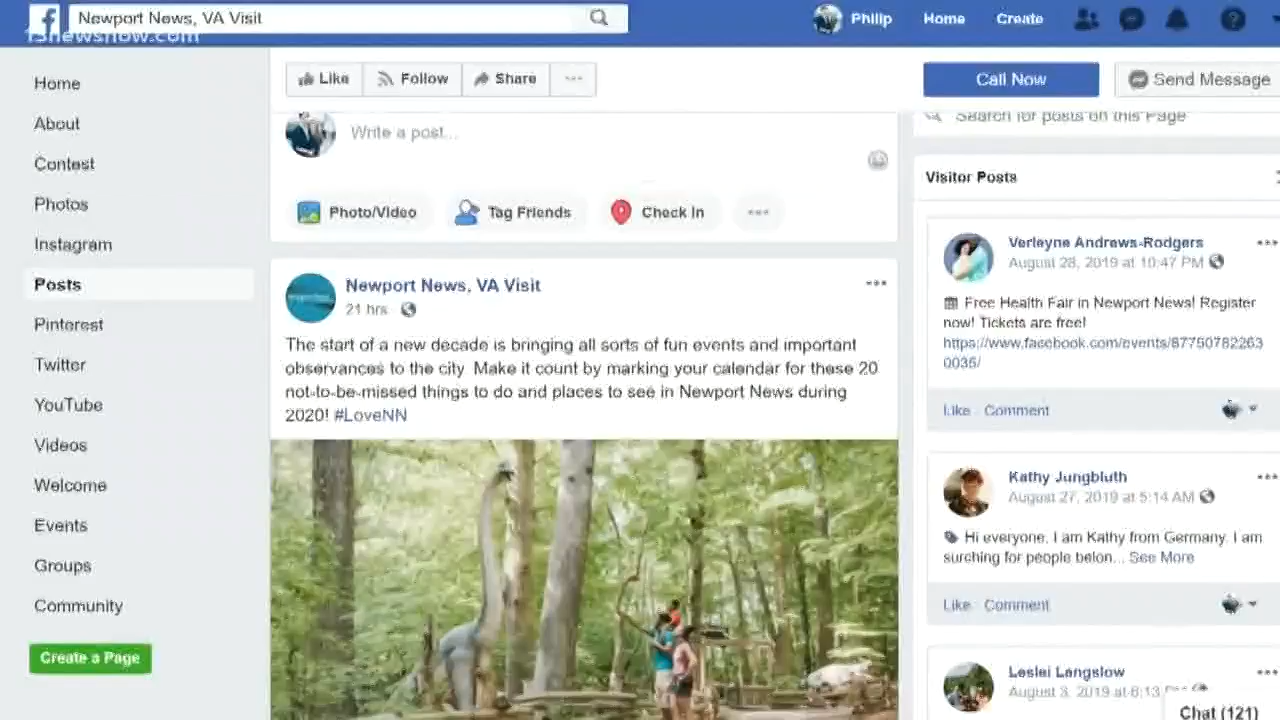 Newport News, VA Visit
Philip
Home
Create
13newsnow.com
Home
About
Contest
Photos
Instagram
Posts
Pinterest
Twitter
YouTube
Videos
Welcome
Events
Groups
Community
Create a Page
Like
Follow
Share
Call Now
Send Message
Write a post...
Photo/Video
Tag Friends
Check In
Newport News, VA Visit
21 hrs
The start of a new decade is bringing all sorts of fun events and important
observances to the city. Make it count by marking your calendar for these 20
not-to-be-missed things to do and places to see in Newport News during
2020! #LoveNN
Search for posts on this Page
Visitor Posts
Verleyne Andrews-Rodgers
August 28, 2019 at 10:47 PM
Free Health Fair in Newport News! Register
now! Tickets are free!
https://www.facebook.com/events/87750782263
0035/
Like · Comment
Kathy Jungbluth
August 27, 2019 at 5:14 AM
Hi everyone, I am Kathy from Germany. I am
surching for people belon... See More
Like · Comment
Leslei Langslow
August 3, 2019 at 6:13
Chat (121)